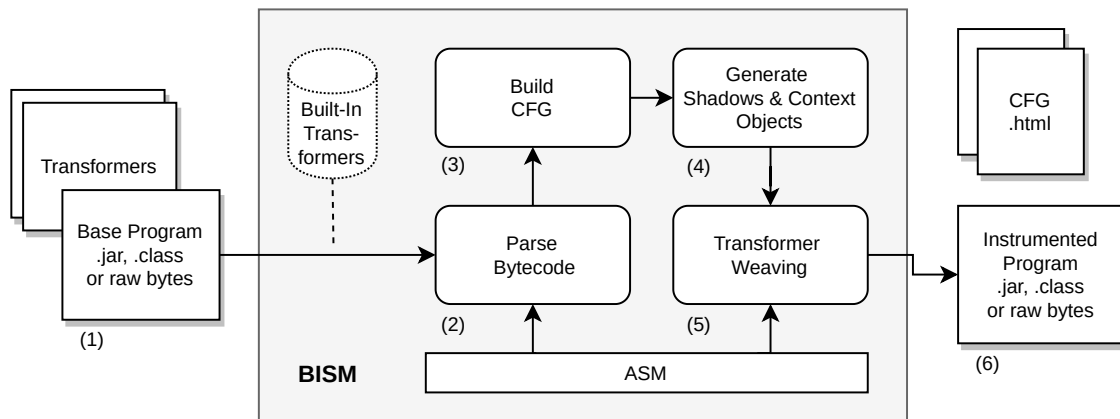 Transformers
Base Program
.jar, .class
or raw bytes
(1)
Built-In
Trans-
formers
Parse
Bytecode
(2)
Build
CFG
(3)
Generate
Shadows & Context
Objects
(4)
Transformer
Weaving
(5)
ASM
BISM
CFG
.html
Instrumented
Program
.jar, .class
or raw bytes
(6)